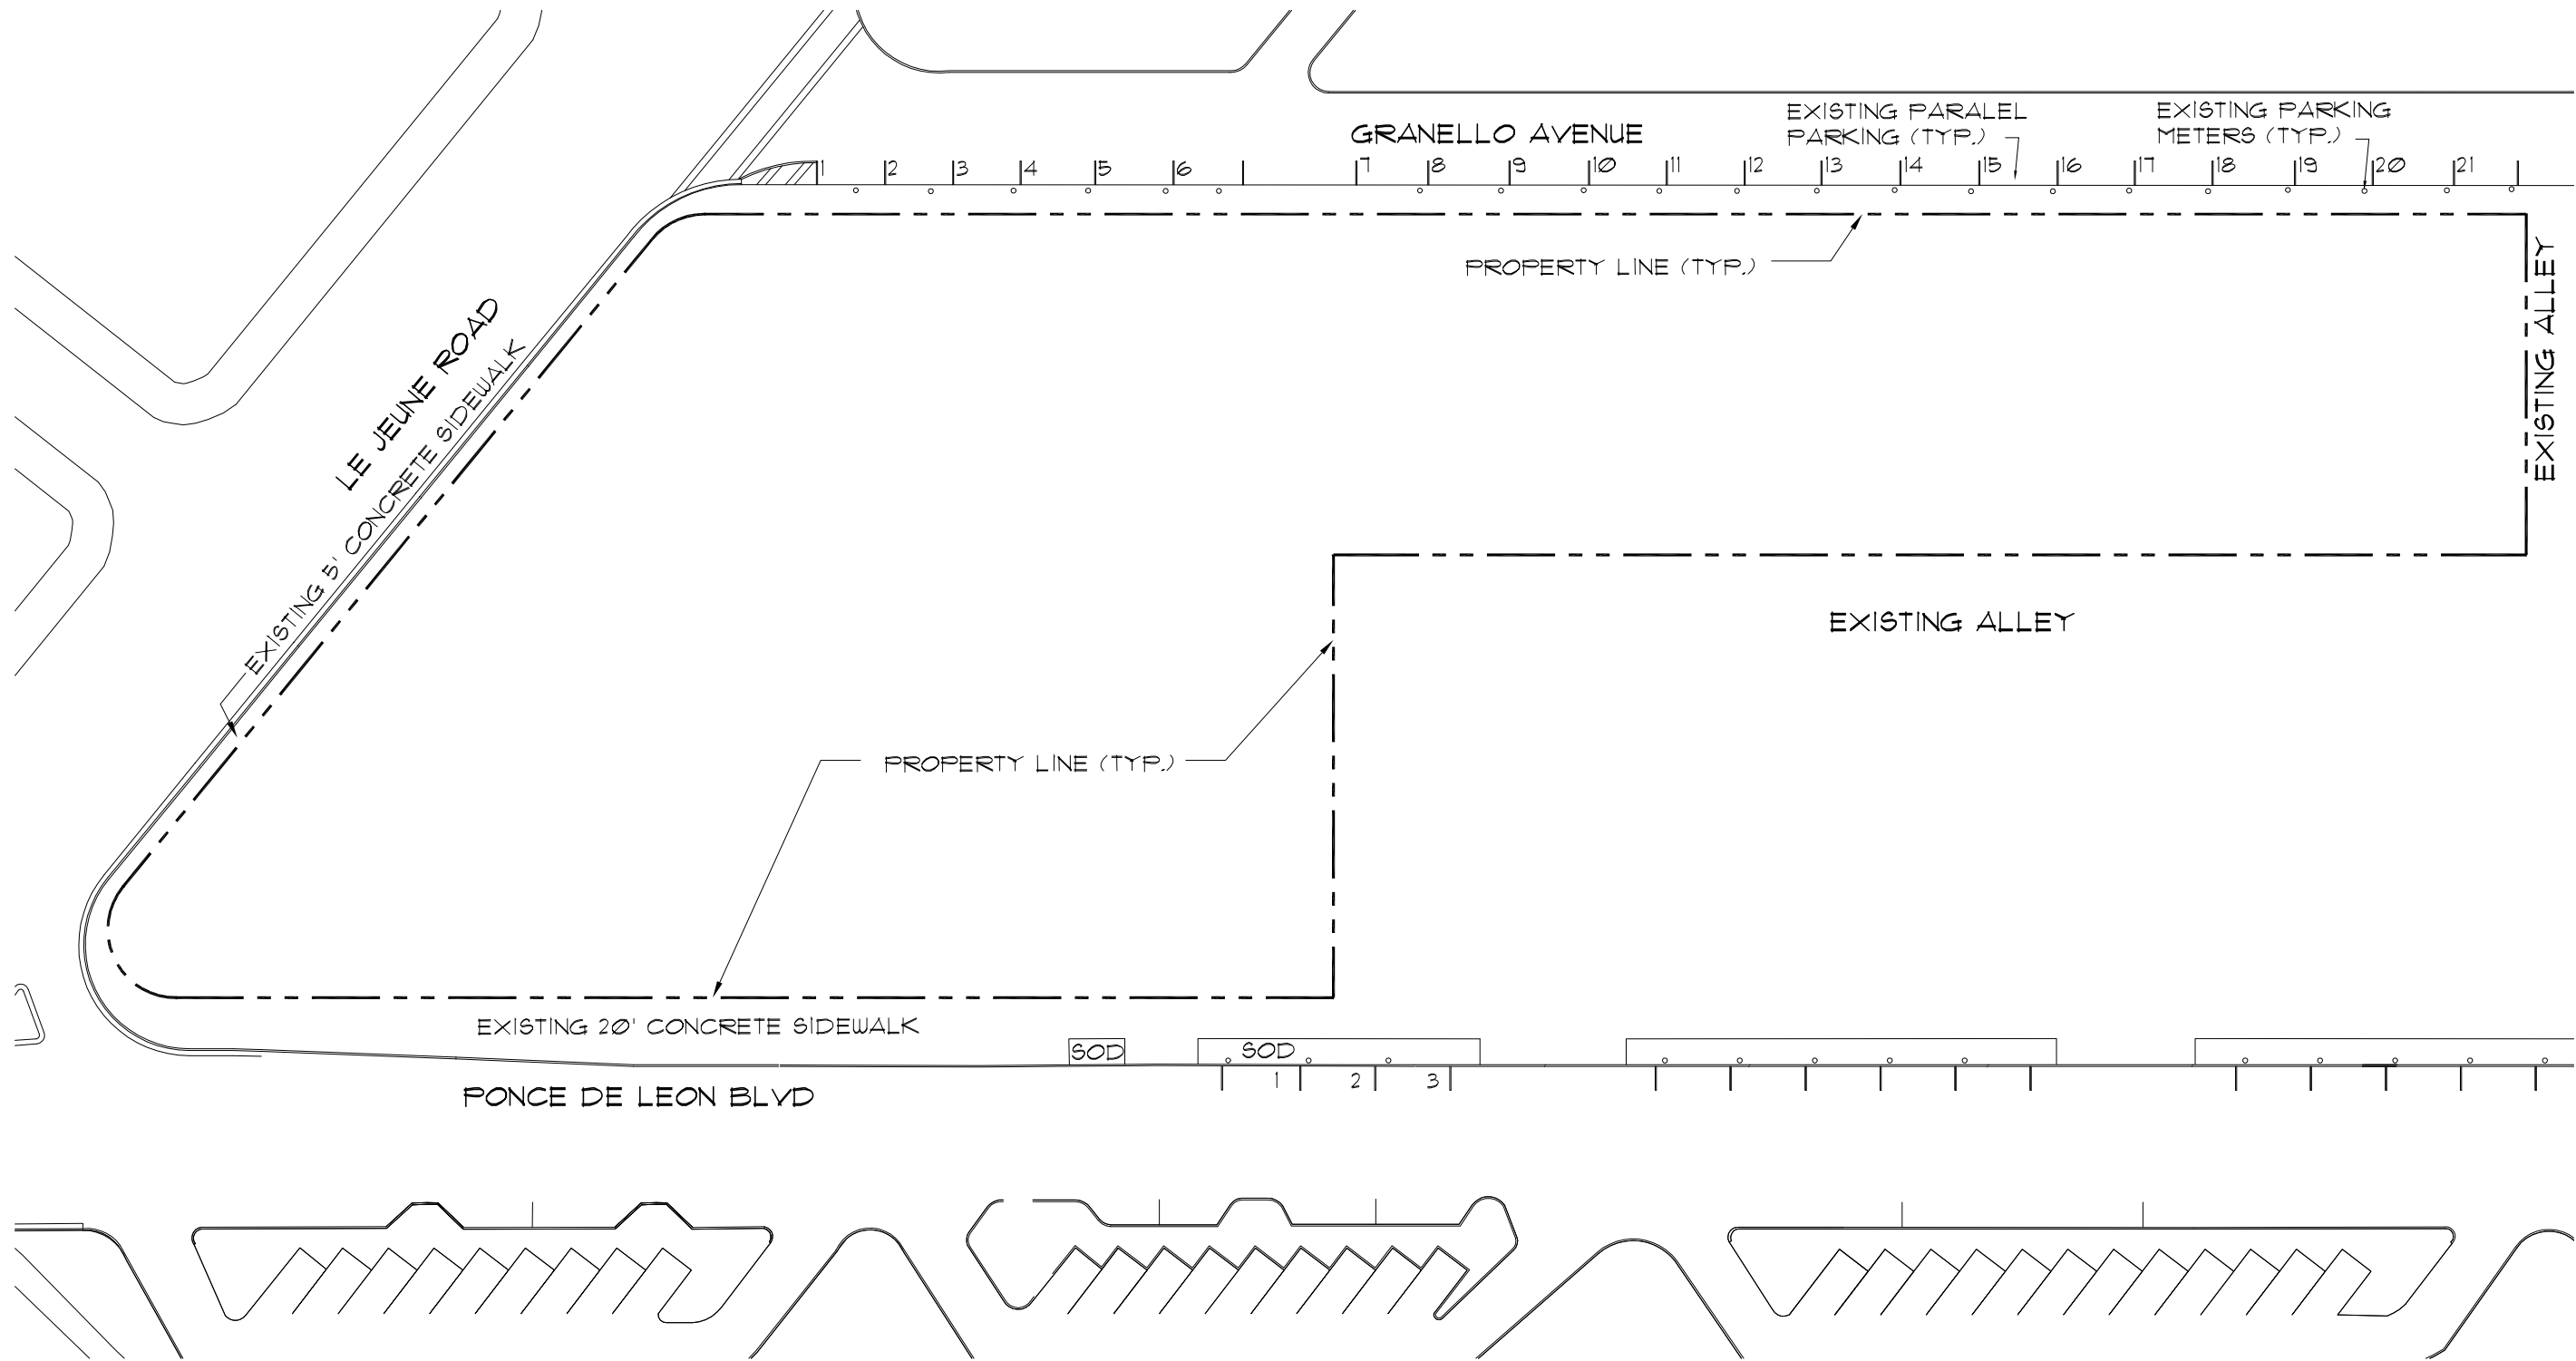 EXISTING PARALEL
PARKING (TYP.)
EXISTING PARKING
METERS (TYP.)
GRANELLO AVENUE
1 2 3 4 5 6 7 8 9 10 11 12 13 14 15 16 17 18 19 20 21
PROPERTY LINE (TYP.)
EXISTING ALLEY
LE JEUNE ROAD
EXISTING 5' CONCRETE SIDEWALK
EXISTING ALLEY
PROPERTY LINE (TYP.)
EXISTING 20' CONCRETE SIDEWALK
SOD
SOD
1 2 3
PONCE DE LEON BLVD